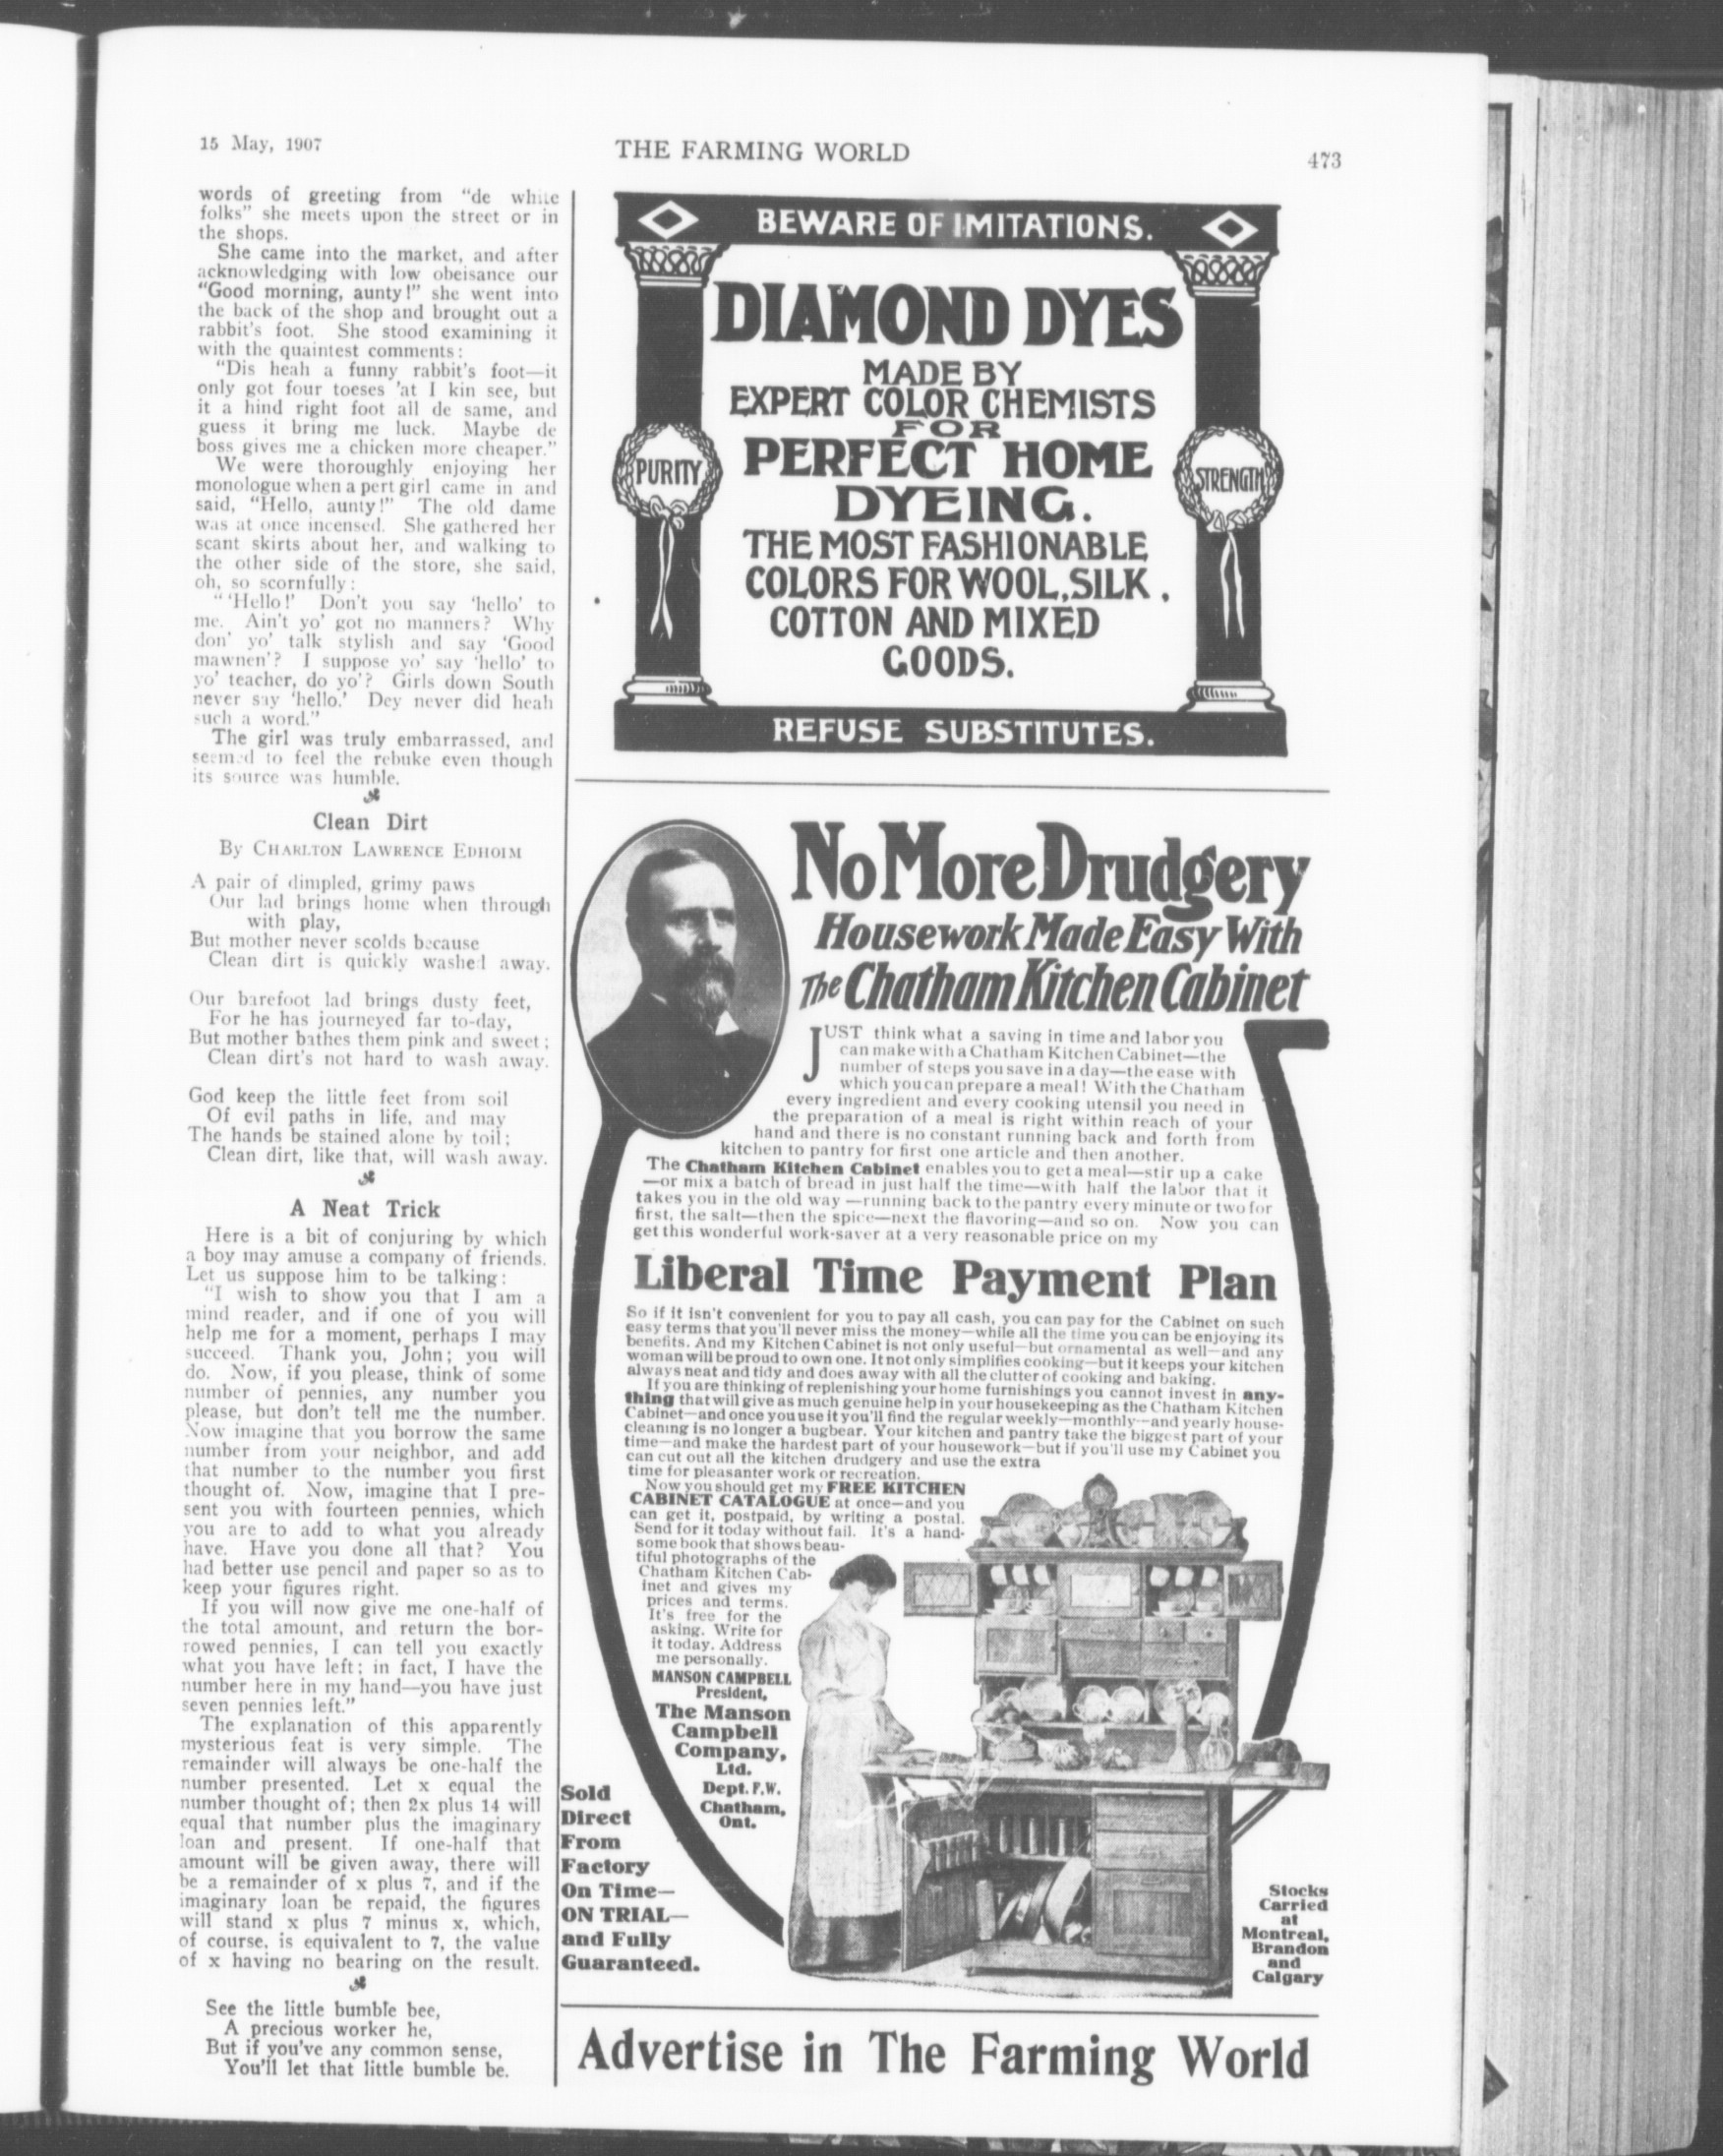 15 May, 1907
THE FARMING WORLD
473
words of greeting from "de white
folks" she meets upon the street or in
the shops.
She came into the market, and after
acknowledging with low obeisance our
"Good morning, aunty!" she went into
the back of the shop and brought out a
rabbit's foot. She stood examining it
with the quaintest comments:
"Dis heah a funny rabbit's foot—it
only got four toeses 'at I kin see, but
it a hind right foot all de same, and
guess it bring me luck. Maybe de
boss gives me a chicken more cheaper."
We were thoroughly enjoying her
monologue when a pert girl came in and
said, "Hello, aunty!" The old dame
was at once incensed. She gathered her
scant skirts about her, and walking to
the other side of the store, she said,
oh, so scornfully:
"'Hello!' Don't you say 'hello' to
me. Ain't yo' got no manners? Why
don' yo' talk stylish and say 'Good
mawnen'? I suppose yo' say 'hello' to
yo' teacher, do yo'? Girls down South
never say 'hello.' Dey never did heah
such a word."
The girl was truly embarrassed, and
seemed to feel the rebuke even though
its source was humble.
Clean Dirt
By CHARLTON LAWRENCE EDHOLM
A pair of dimpled, grimy paws
Our lad brings home when through
with play,
But mother never scolds because
Clean dirt is quickly washed away.
Our barefoot lad brings dusty feet,
For he has journeyed far to-day,
But mother bathes them pink and sweet;
Clean dirt's not hard to wash away.
God keep the little feet from soil
Of evil paths in life, and may
The hands be stained alone by toil;
Clean dirt, like that, will wash away.
A Neat Trick
Here is a bit of conjuring by which
a boy may amuse a company of friends.
Let us suppose him to be talking:
"I wish to show you that I am a
mind reader, and if one of you will
help me for a moment, perhaps I may
succeed. Thank you, John; you will
do. Now, if you please, think of some
number of pennies, any number you
please, but don't tell me the number.
Now imagine that you borrow the same
number from your neighbor, and add
that number to the number you first
thought of. Now, imagine that I pre-
sent you with fourteen pennies, which
you are to add to what you already
have. Have you done all that? You
had better use pencil and paper so as to
keep your figures right.
If you will now give me one-half of
the total amount, and return the bor-
rowed pennies, I can tell you exactly
what you have left; in fact, I have the
number here in my hand—you have just
seven pennies left."
The explanation of this apparently
mysterious feat is very simple. The
remainder will always be one-half the
number presented. Let x equal the
number thought of; then 2x plus 14 will
equal that number plus the imaginary
loan and present. If one-half that
amount will be given away, there will
be a remainder of x plus 7, and if the
imaginary loan be repaid, the figures
will stand x plus 7 minus x, which,
of course, is equivalent to 7, the value
of x having no bearing on the result.
See the little bumble bee,
A precious worker he,
But if you've any common sense,
You'll let that little bumble be.
BEWARE OF IMITATIONS.
DIAMOND DYES
MADE BY
EXPERT COLOR CHEMISTS
FOR
PERFECT HOME
DYEING.
PURITY
STRENGTH
THE MOST FASHIONABLE
COLORS FOR WOOL, SILK,
COTTON AND MIXED
GOODS.
REFUSE SUBSTITUTES.
No More Drudgery
Housework Made Easy With
The Chatham Kitchen Cabinet
JUST think what a saving in time and labor you
can make with a Chatham Kitchen Cabinet—the
number of steps you save in a day—the ease with
which you can prepare a meal! With the Chatham
every ingredient and every cooking utensil you need in
the preparation of a meal is right within reach of your
hand and there is no constant running back and forth from
kitchen to pantry for first one article and then another.
The Chatham Kitchen Cabinet enables you to get a meal—stir up a cake
—or mix a batch of bread in just half the time—with half the labor that it
takes you in the old way—running back to the pantry every minute or two for
first, the salt—then the spice—next the flavoring—and so on. Now you can
get this wonderful work-saver at a very reasonable price on my
Liberal Time Payment Plan
So if it isn't convenient for you to pay all cash, you can pay for the Cabinet on such
easy terms that you'll never miss the money—while all the time you can be enjoying its
benefits. And my Kitchen Cabinet is not only useful—but ornamental as well—and any
woman will be proud to own one. It not only simplifies cooking—but it keeps your kitchen
always neat and tidy and does away with all the clutter of cooking and baking.
If you are thinking of replenishing your home furnishings you cannot invest in any-
thing that will give as much genuine help in your housekeeping as the Chatham Kitchen
Cabinet—and once you use it you'll find the regular weekly—monthly—and yearly house-
cleaning is no longer a bugbear. Your kitchen and pantry take the biggest part of your
time—and make the hardest part of your housework—but if you'll use my Cabinet you
can cut out all the kitchen drudgery and use the extra
time for pleasanter work or recreation.
Now you should get my FREE KITCHEN
CABINET CATALOGUE at once—and you
can get it, postpaid, by writing a postal.
Send for it today without fail. It's a hand-
some book that shows beau-
tiful photographs of the
Chatham Kitchen Cab-
inet and gives my
prices and terms.
It's free for the
asking. Write for
it today. Address
me personally.
MANSON CAMPBELL
President,
The Manson
Campbell
Company,
Ltd.
Dept. F.W.
Chatham,
Ont.
Sold
Direct
From
Factory
On Time—
ON TRIAL—
and Fully
Guaranteed.
Stocks
Carried
at
Montreal,
Brandon
and
Calgary
Advertise in The Farming World